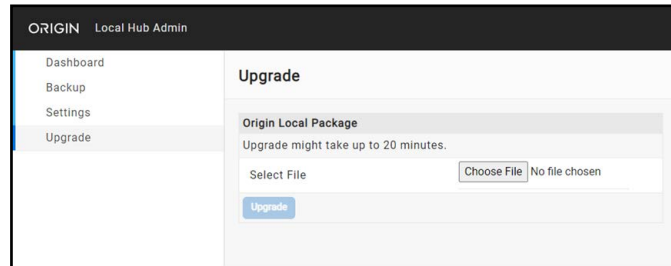 ORIGIN Local Hub Admin
Dashboard
Backup
Settings
Upgrade
Upgrade
Origin Local Package
Upgrade might take up to 20 minutes.
Select File Choose File No file chosen
Upgrade